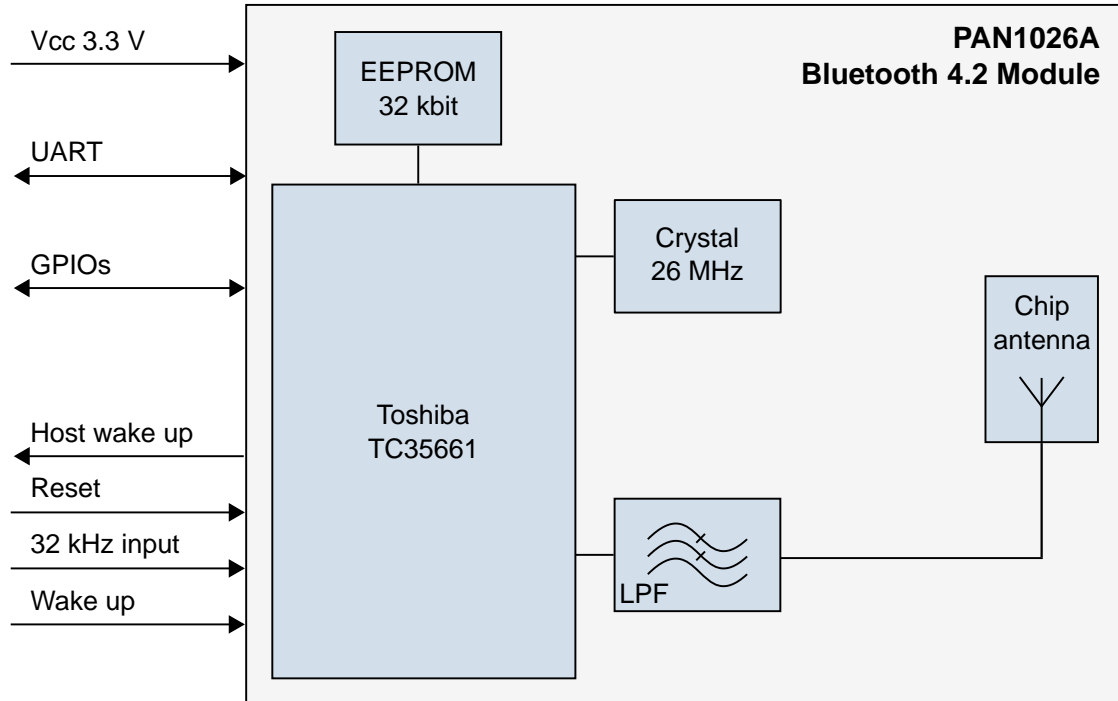 PAN1026A
Bluetooth 4.2 Module
Vcc 3.3 V
UART
GPIOs
Host wake up
Reset
32 kHz input
Wake up
EEPROM
32 kbit
Toshiba
TC35661
Crystal
26 MHz
LPF
Chip
antenna